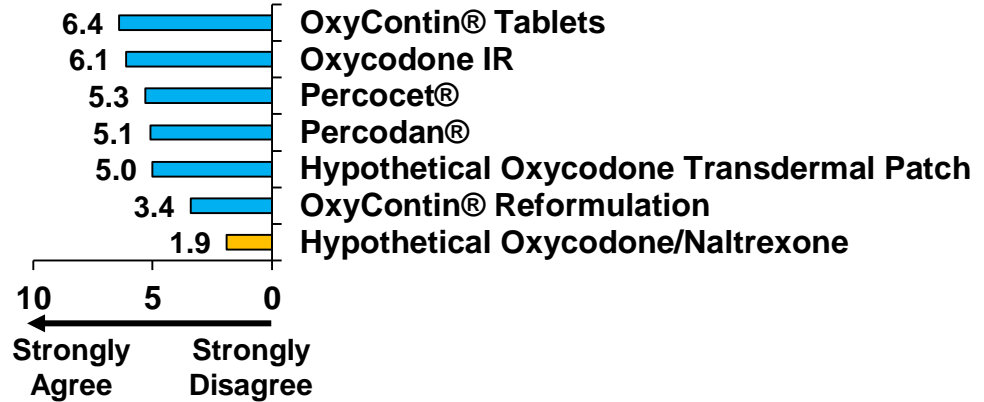 6.4 OxyContin® Tablets
6.1 Oxycodone IR
5.3 Percocet®
5.1 Percodan®
5.0 Hypothetical Oxycodone Transdermal Patch
3.4 OxyContin® Reformulation
1.9 Hypothetical Oxycodone/Naltrexone
10 5 0
Strongly Strongly
Agree Disagree